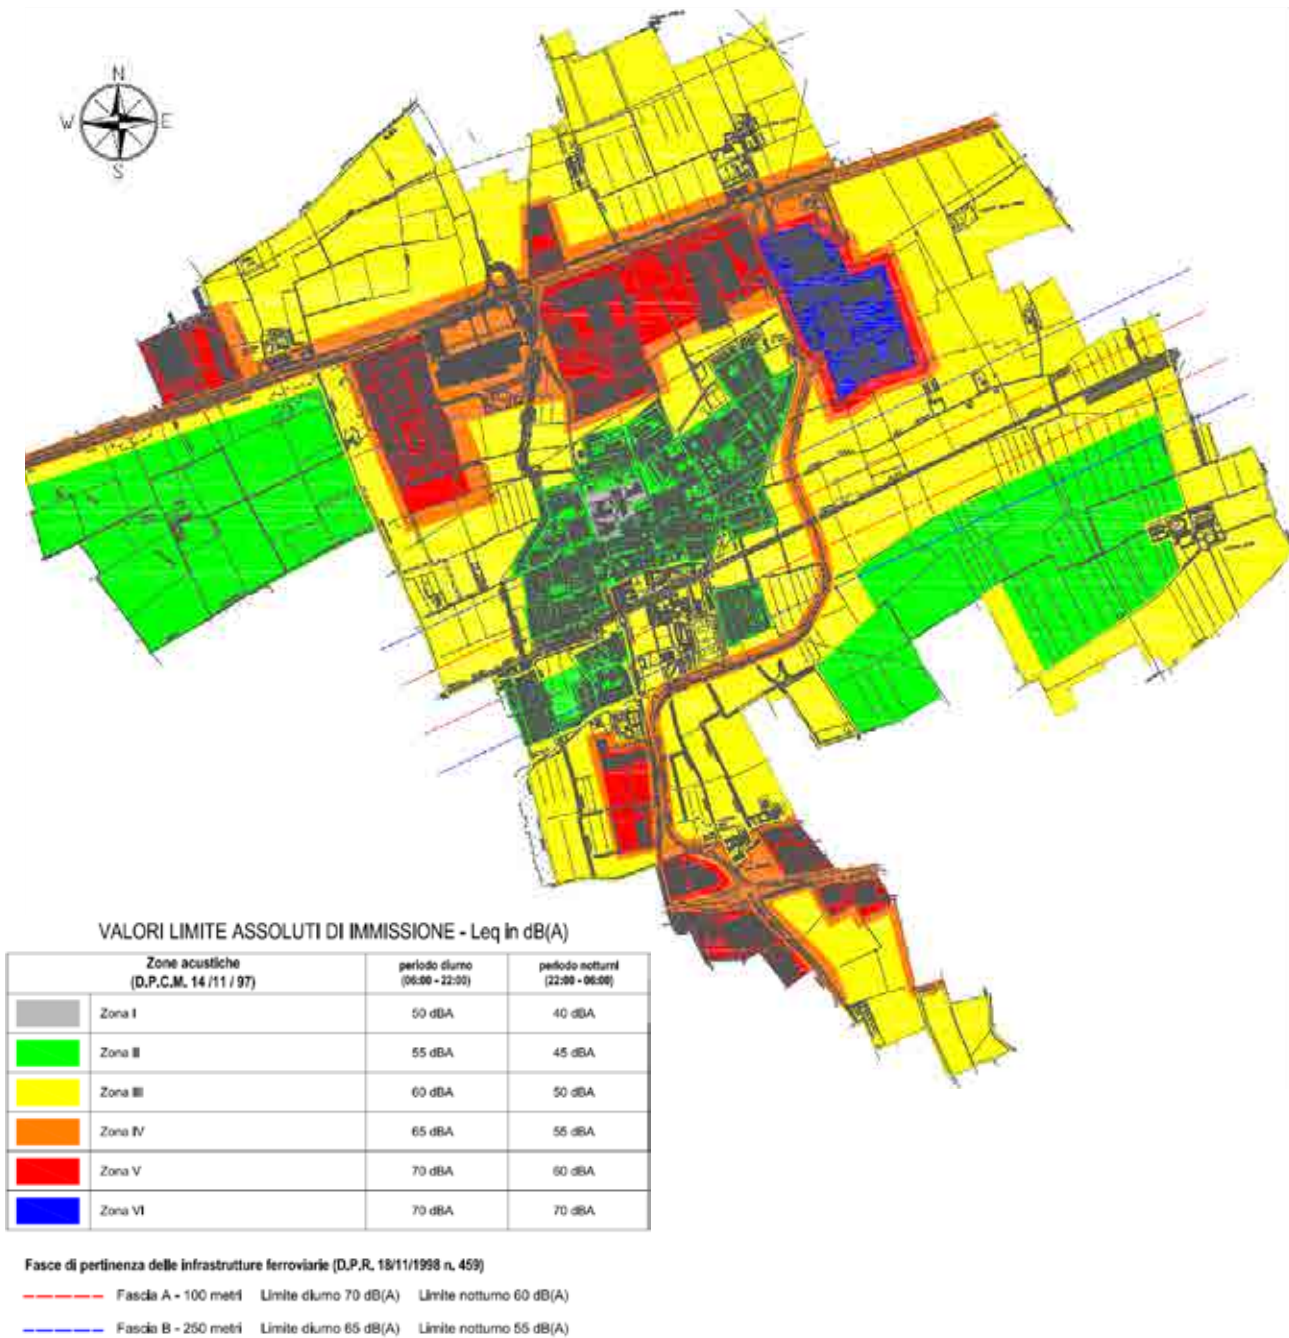 N
W E
S
VALORI LIMITE ASSOLUTI DI IMMISSIONE - Leq in dB(A)
Zone acustiche
(D.P.C.M. 14 /11 / 97)
periodo diurno
(06:00 - 22:00)
periodo notturni
(22:00 - 06:00)
Zona I 50 dBA 40 dBA
Zona II 55 dBA 45 dBA
Zona III 60 dBA 50 dBA
Zona IV 65 dBA 55 dBA
Zona V 70 dBA 60 dBA
Zona VI 70 dBA 70 dBA
Fasce di pertinenza delle infrastrutture ferroviarie (D.P.R. 18/11/1998 n. 459)
Fascia A - 100 metri Limite diurno 70 dB(A) Limite notturno 60 dB(A)
Fascia B - 250 metri Limite diurno 65 dB(A) Limite notturno 55 dB(A)